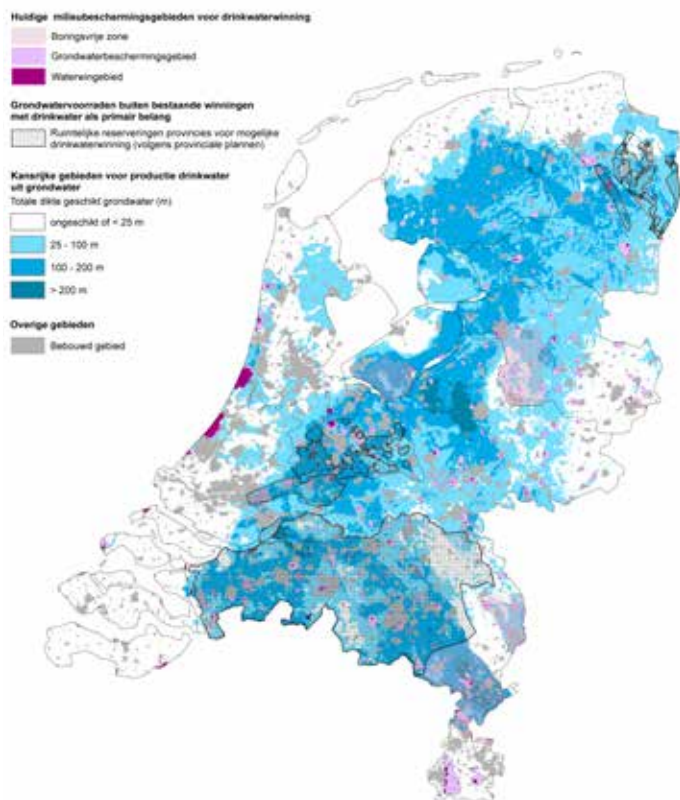 Huidige milieubeschermingsgebieden voor drinkwaterwinning
Boringsvrije zone
Grondwaterbeschermingsgebied
Waterwingebied
Grondwatervoorraden buiten bestaande winningen
met drinkwater als primair belang
Ruimtelijke reserveringen provincies voor mogelijke
drinkwaterwinning (volgens provinciale plannen)
Kansrijke gebieden voor productie drinkwater
uit grondwater
Totale dikte geschikt grondwater (m)
ongeschikt of < 25 m
25 - 100 m
100 - 200 m
> 200 m
Overige gebieden
Bebouwd gebied